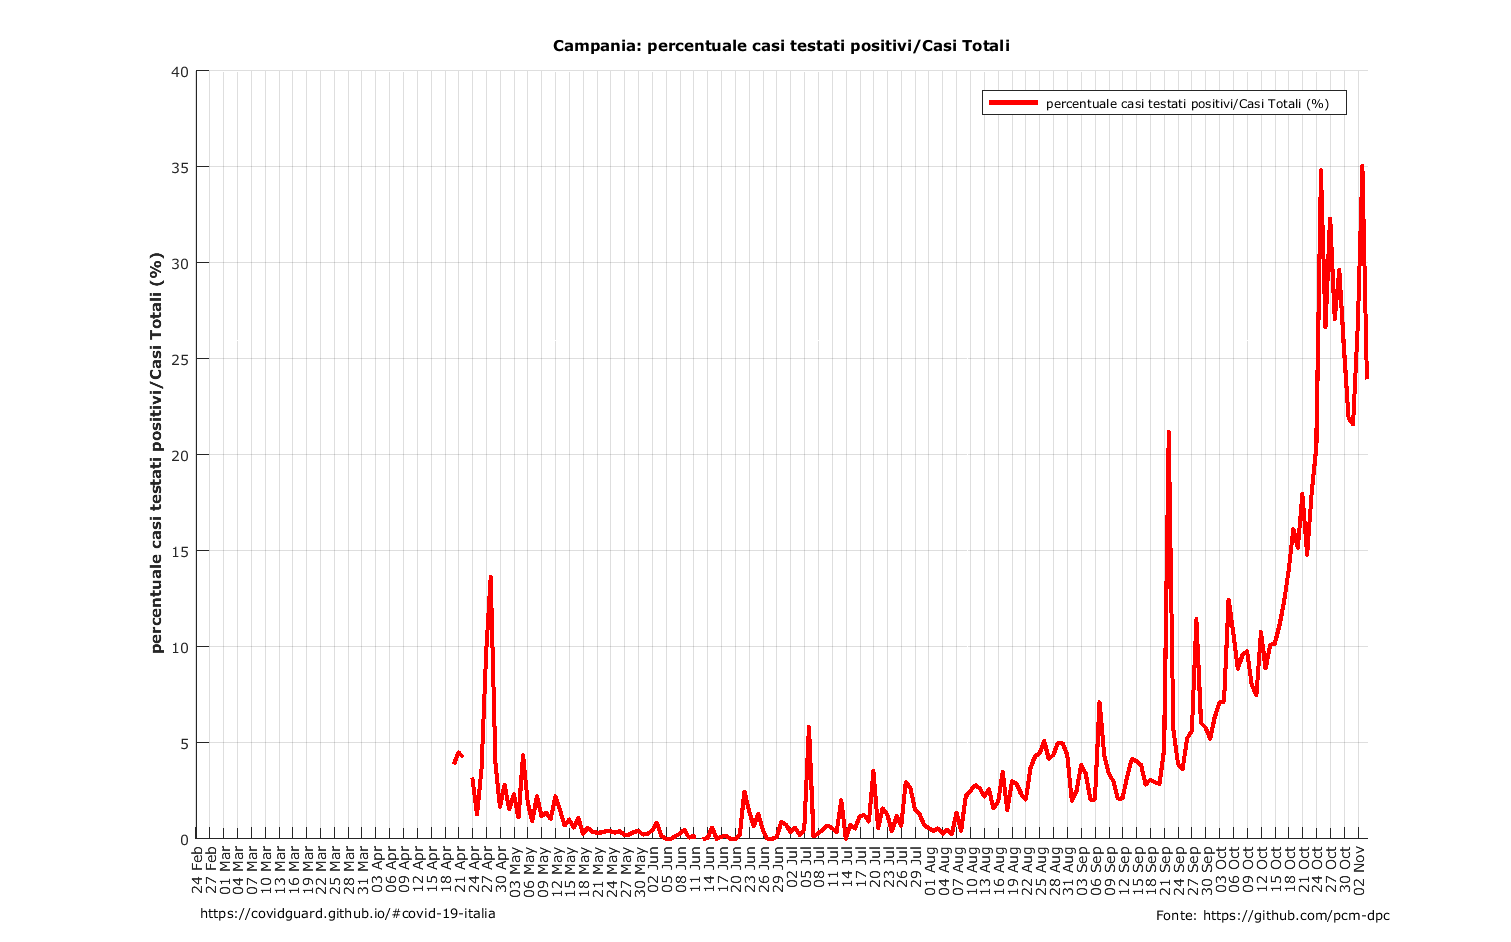 Campania: percentuale casi testati positivi/Casi Totali
percentuale casi testati positivi/Casi Totali (%)
percentuale casi testati positivi/Casi Totali (%)
40
35
30
25
20
15
10
5
0
24 Feb
27 Feb
01 Mar
04 Mar
07 Mar
10 Mar
13 Mar
16 Mar
19 Mar
22 Mar
25 Mar
28 Mar
31 Mar
03 Apr
06 Apr
09 Apr
12 Apr
15 Apr
18 Apr
21 Apr
24 Apr
27 Apr
30 Apr
03 May
06 May
09 May
12 May
15 May
18 May
21 May
24 May
27 May
30 May
02 Jun
05 Jun
08 Jun
11 Jun
14 Jun
17 Jun
20 Jun
23 Jun
26 Jun
29 Jun
02 Jul
05 Jul
08 Jul
11 Jul
14 Jul
17 Jul
20 Jul
23 Jul
26 Jul
29 Jul
01 Aug
04 Aug
07 Aug
10 Aug
13 Aug
16 Aug
19 Aug
22 Aug
25 Aug
28 Aug
31 Aug
03 Sep
06 Sep
09 Sep
12 Sep
15 Sep
18 Sep
21 Sep
24 Sep
27 Sep
30 Sep
03 Oct
06 Oct
09 Oct
12 Oct
15 Oct
18 Oct
21 Oct
24 Oct
27 Oct
30 Oct
02 Nov
https://covidguard.github.io/#covid-19-italia
Fonte: https://github.com/pcm-dpc